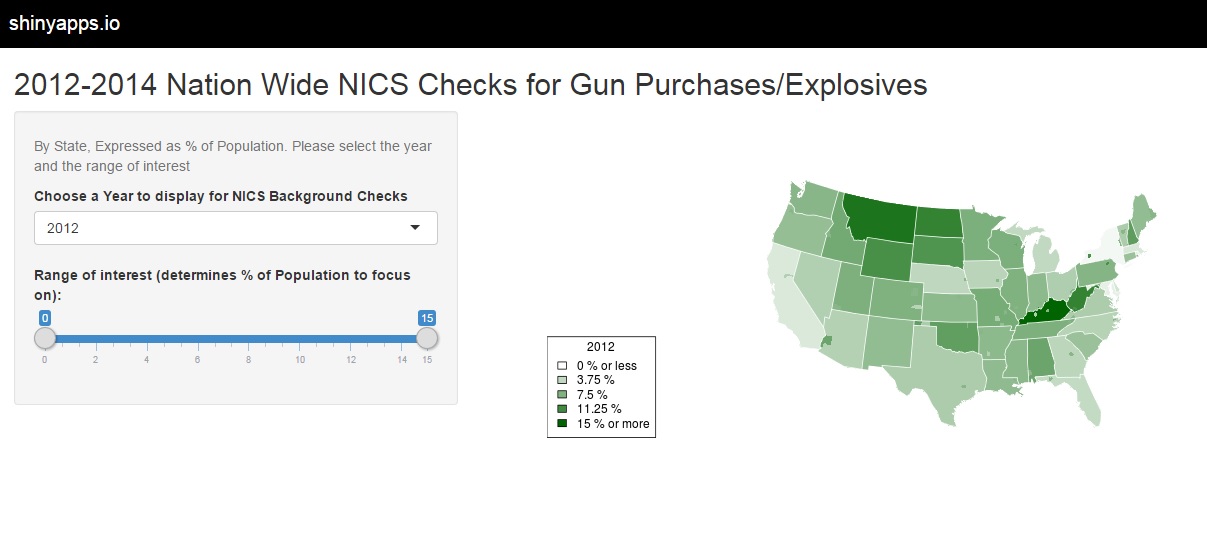 shinyapps.io
2012-2014 Nation Wide NICS Checks for Gun Purchases/Explosives
By State, Expressed as % of Population. Please select the year
and the range of interest
Choose a Year to display for NICS Background Checks
2012
Range of interest (determines % of Population to focus
on):
0 15
0 2 4 6 8 10 12 14 15
2012
0 % or less
3.75 %
7.5 %
11.25 %
15 % or more